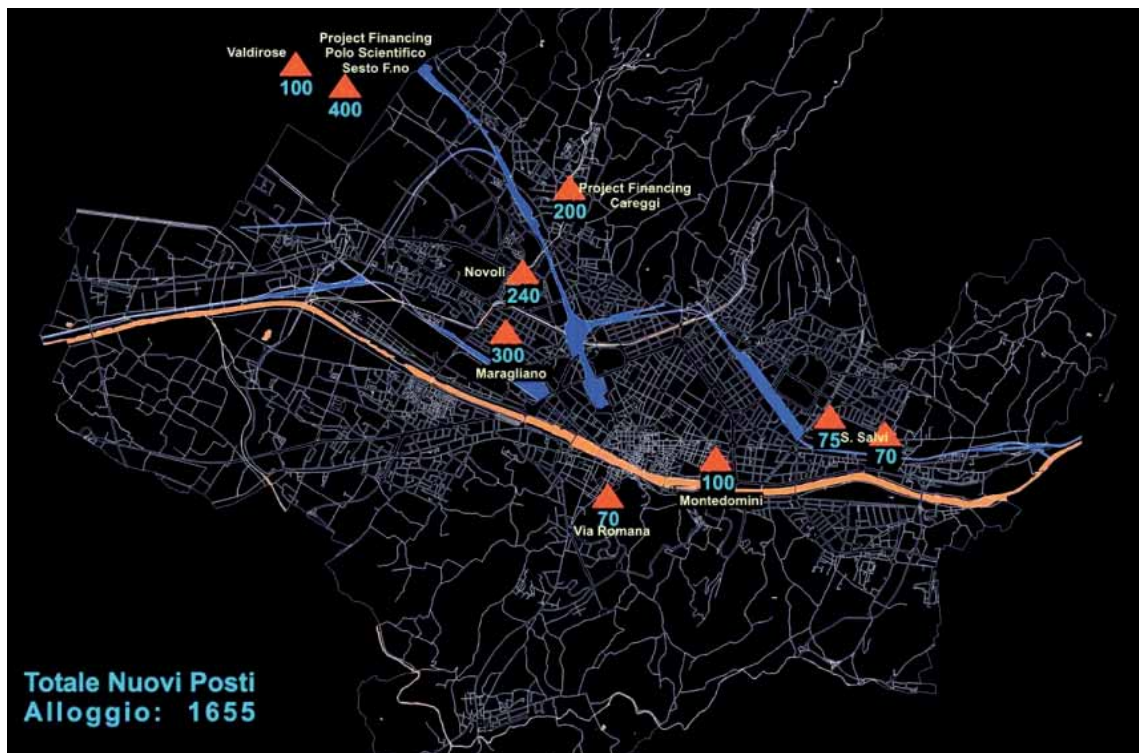 Valdirose
100
Project Financing
Polo Scientifico
Sesto F.no
400
Project Financing
Careggi
200
Novoli
240
300
Maragliano
75
S. Salvi
70
100
Montedomini
70
Via Romana
Totale Nuovi Posti
Alloggio: 1655